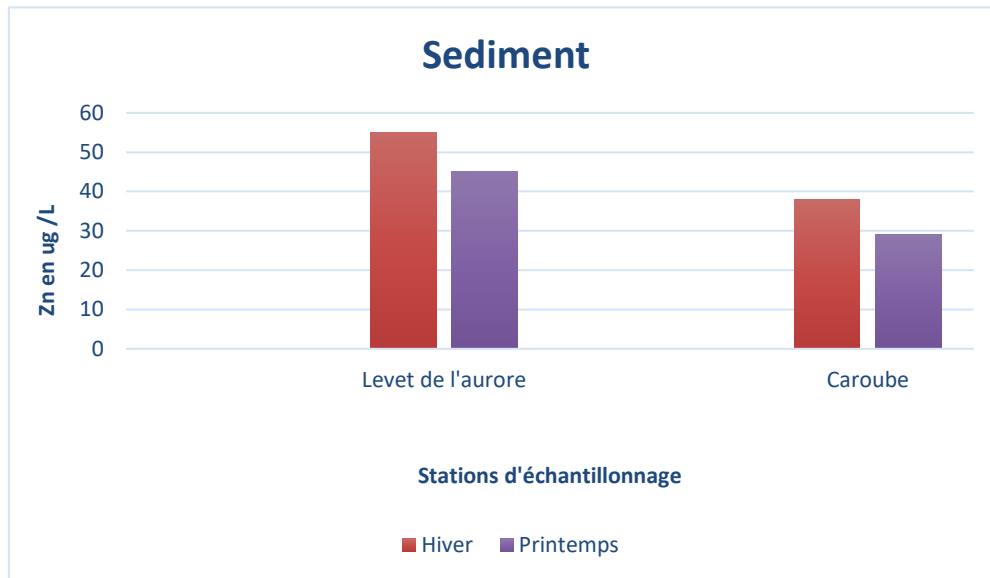 Sediment
60
50
40
30
20
10
0
Zn en ug /L
Levet de l'aurore
Caroube
Stations d'échantillonnage
Hiver
Printemps